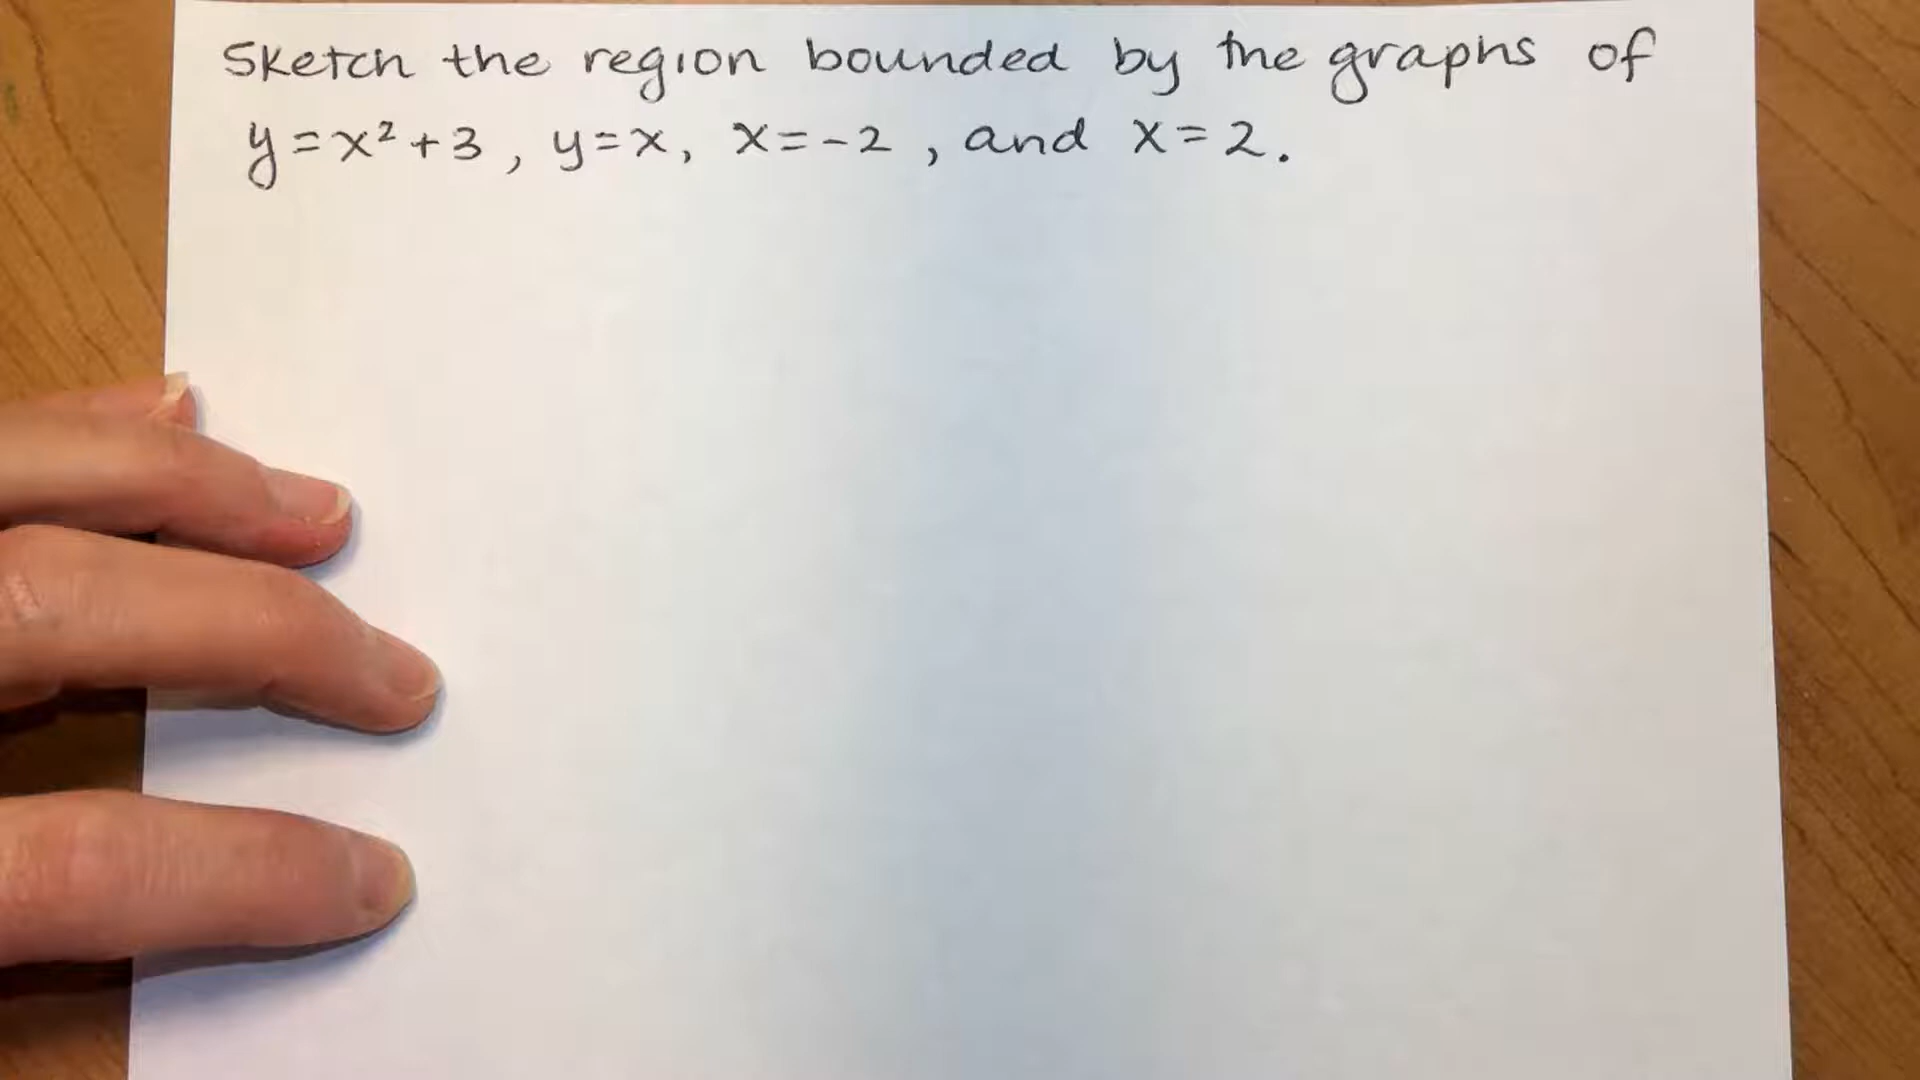 Sketch the region bounded by the graphs of
y=x²+3, y=x, x=-2, and x=2.